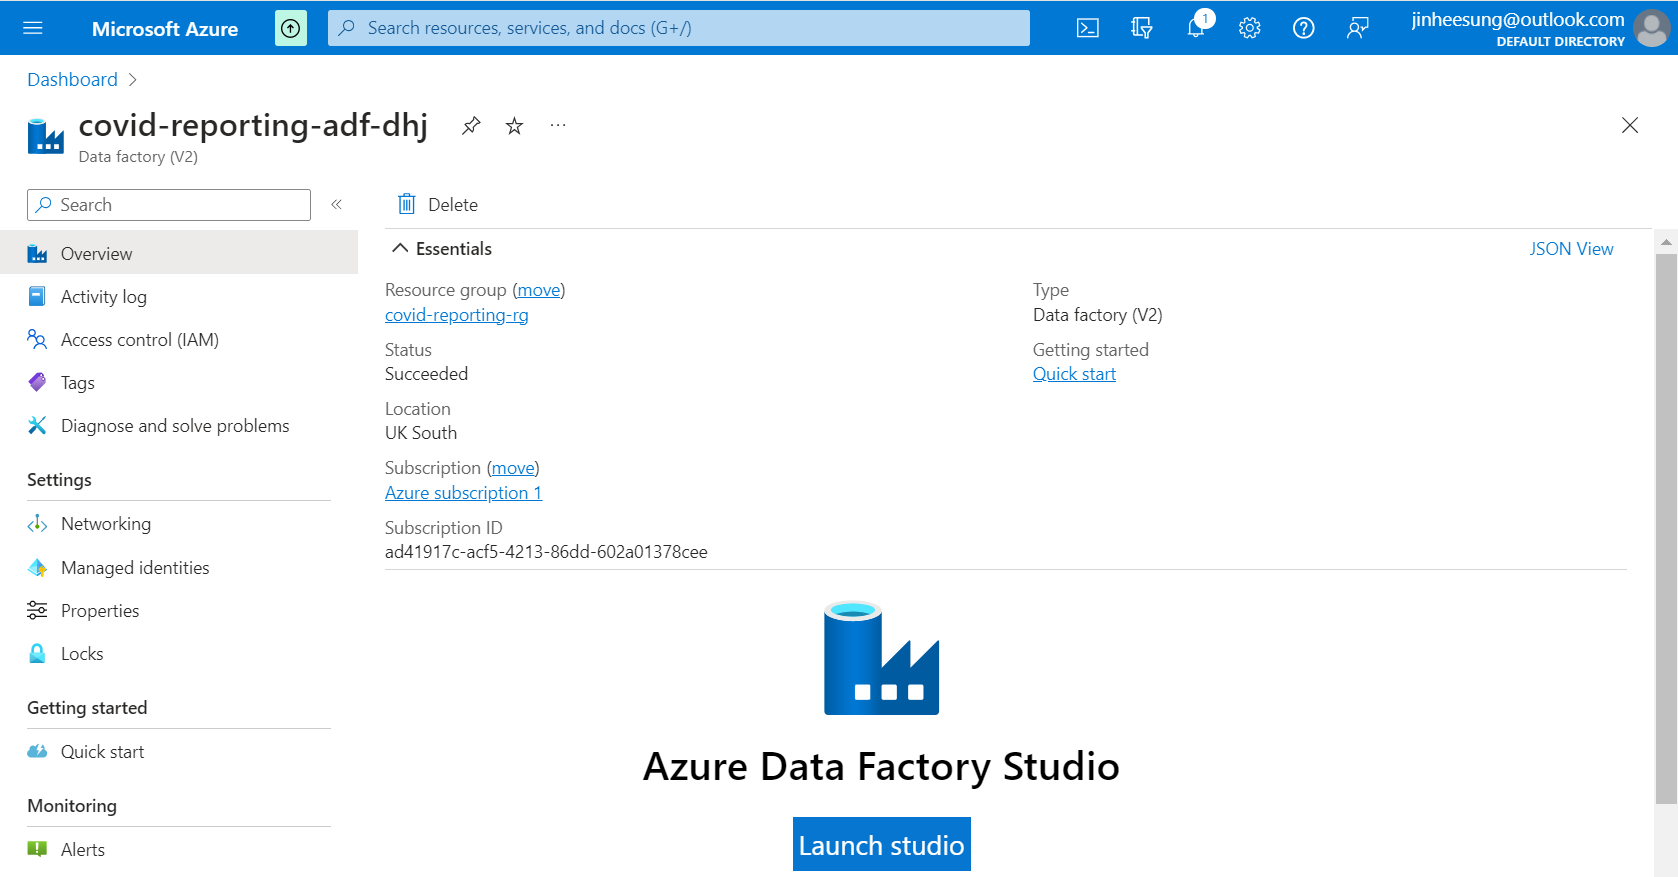 Microsoft Azure
Search resources, services, and docs (G+/)
1
jinheesung@outlook.com
DEFAULT DIRECTORY
Dashboard
covid-reporting-adf-dhj
Data factory (V2)
Search
Delete
Overview
Activity log
Access control (IAM)
Tags
Diagnose and solve problems
Settings
Networking
Managed identities
Properties
Locks
Getting started
Quick start
Monitoring
Alerts
Essentials
JSON View
Resource group (move)
covid-reporting-rg
Status
Succeeded
Location
UK South
Subscription (move)
Azure subscription 1
Subscription ID
ad41917c-acf5-4213-86dd-602a01378cee
Type
Data factory (V2)
Getting started
Quick start
Azure Data Factory Studio
Launch studio